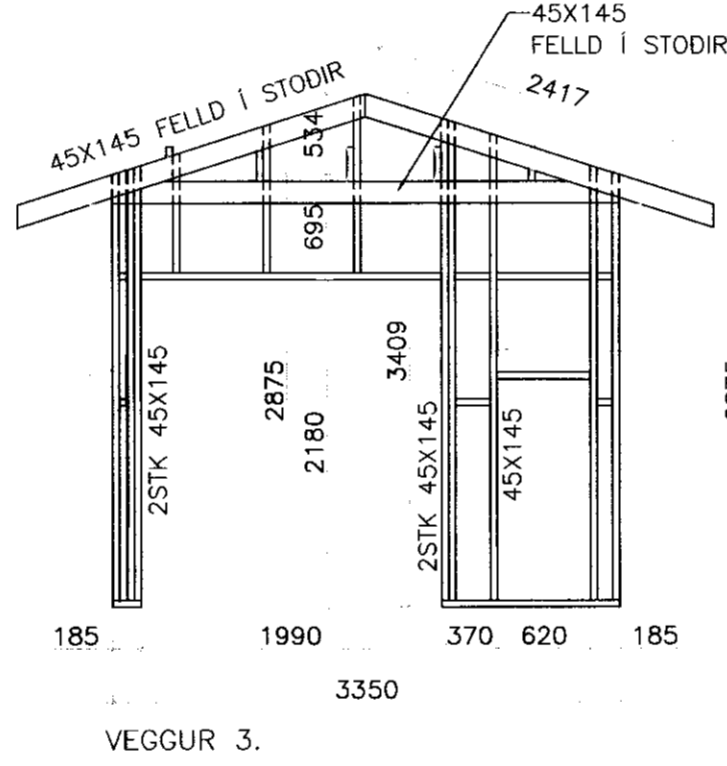 45X145
FELLD Í STOÐIR
2417
45X145 FELLD Í STOÐIR
534
695
3409
2875
2180
2STK 45X145
2STK 45X145
45X145
185 1990 370 620 185
3350
VEGGUR 3.